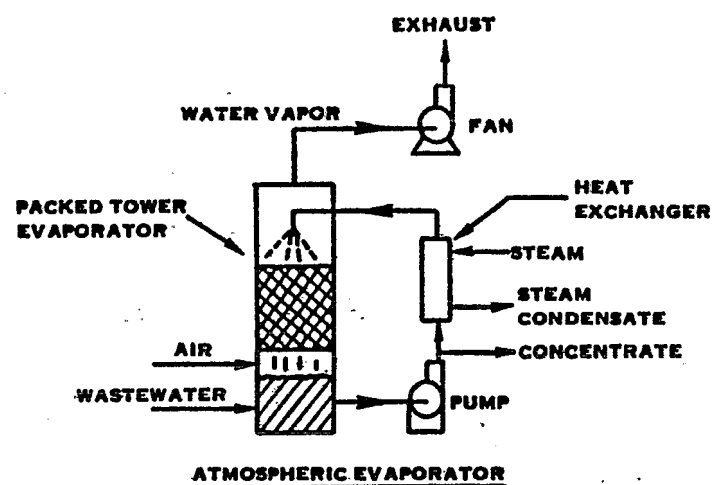 EXHAUST
WATER VAPOR
FAN
PACKED TOWER
EVAPORATOR
HEAT
EXCHANGER
STEAM
STEAM
CONDENSATE
AIR
CONCENTRATE
WASTEWATER
PUMP
ATMOSPHERIC EVAPORATOR